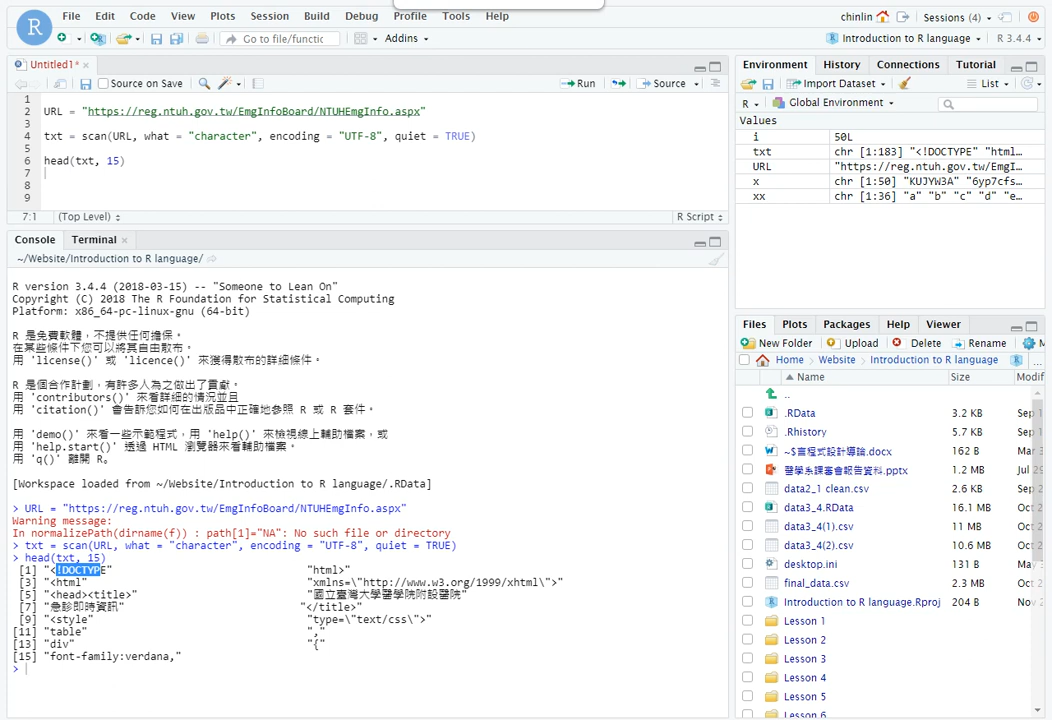 File Edit Code View Plots Session Build Debug Profile Tools Help
chinlin Sessions (4)
Go to file/functic Addins
Introduction to R language R 3.4.4
Untitled1*
Source on Save Run Source
1
2 URL = "https://reg.ntuh.gov.tw/EmgInfoBoard/NTUHEmgInfo.aspx"
3
4 txt = scan(URL, what = "character", encoding = "UTF-8", quiet = TRUE)
5
6 head(txt, 15)
7
8
9
7:1 (Top Level) R Script
Console Terminal
~/Website/Introduction to R language/
R version 3.4.4 (2018-03-15) -- "Someone to Lean On"
Copyright (C) 2018 The R Foundation for Statistical Computing
Platform: x86_64-pc-linux-gnu (64-bit)
R 是免費軟體，不提供任何擔保。
在某些條件下您可以將其自由散布。
用 'license()' 或 'licence()' 來獲得散布的詳細條件。
R 是個合作計劃，有許多人為之做出了貢獻。
用 'contributors()' 來看詳細的情況並且
用 'citation()' 會告訴您如何在出版品中正確地參照 R 或 R 套件。
用 'demo()' 來看一些示範程式，用 'help()' 來檢視線上輔助檔案，或
用 'help.start()' 透過 HTML 瀏覽器來看輔助檔案。
用 'q()' 離開 R。
[Workspace loaded from ~/Website/Introduction to R language/.RData]
> URL = "https://reg.ntuh.gov.tw/EmgInfoBoard/NTUHEmgInfo.aspx"
Warning message:
In normalizePath(dirname(f)) : path[1]="NA": No such file or directory
> txt = scan(URL, what = "character", encoding = "UTF-8", quiet = TRUE)
> head(txt, 15)
[1] "<!DOCTYPE" "html>"
[3] "<html" "xmlns=\"http://www.w3.org/1999/xhtml\">"
[5] "<head><title>" "國立臺灣大學醫學院附設醫院"
[7] "急診即時資訊" "</title>"
[9] "<style" "type=\"text/css\">"
[11] "table" ","
[13] "div" "{"
[15] "font-family:verdana,"
>
Environment History Connections Tutorial
Import Dataset List
R Global Environment
Values
i 50L
txt chr [1:183] "<!DOCTYPE" "html…
URL "https://reg.ntuh.gov.tw/EmgI…
x chr [1:50] "KUJYW3A" "6yp7cfs…
xx chr [1:36] "a" "b" "c" "d" "e…
Files Plots Packages Help Viewer
New Folder Upload Delete Rename M
Home Website Introduction to R language ...
Name Size Modif
..
.RData 3.2 KB Sep
.Rhistory 5.7 KB Sep
~$言程式設計導論.docx 162 B Mar
醫學系課審會報告資料.pptx 1.2 MB Jul
data2_1 clean.csv 2.6 KB Sep
data3_4.RData 16.1 MB Oct
data3_4(1).csv 11 MB Oct
data3_4(2).csv 10.6 MB Oct
desktop.ini 131 B May
final_data.csv 2.3 MB Oct
Introduction to R language.Rproj 204 B Nov
Lesson 1
Lesson 2
Lesson 3
Lesson 4
Lesson 5
Lesson 6